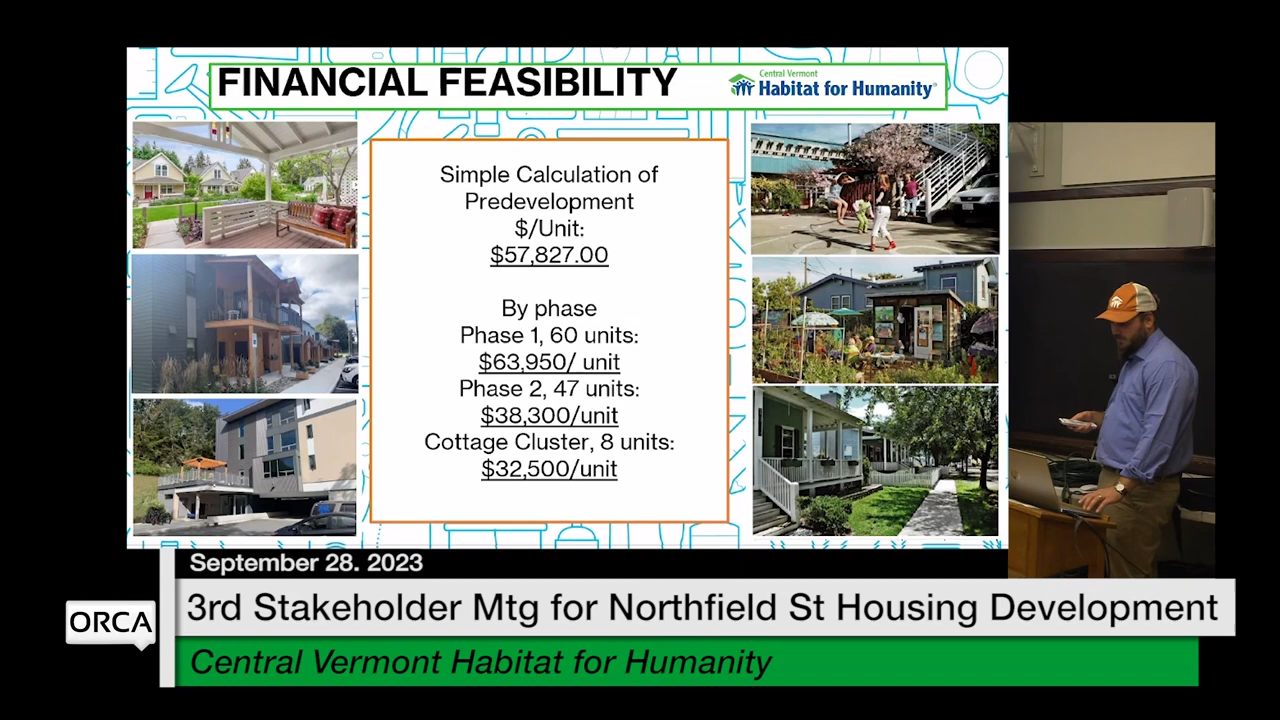 FINANCIAL FEASIBILITY
Central Vermont
Habitat for Humanity®
Simple Calculation of
Predevelopment
$/Unit:
$57,827.00
By phase
Phase 1, 60 units:
$63,950/ unit
Phase 2, 47 units:
$38,300/unit
Cottage Cluster, 8 units:
$32,500/unit
September 28. 2023
ORCA
3rd Stakeholder Mtg for Northfield St Housing Development
Central Vermont Habitat for Humanity